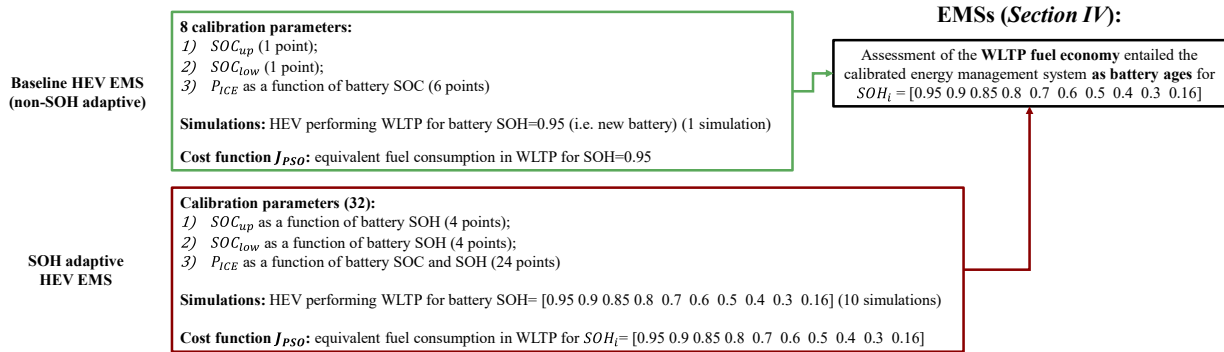 EMSs (Section IV):
8 calibration parameters:
1) SOC_up (1 point);
2) SOC_low (1 point);
3) P_ICE as a function of battery SOC (6 points)
Simulations: HEV performing WLTP for battery SOH=0.95 (i.e. new battery) (1 simulation)
Cost function J_PSO: equivalent fuel consumption in WLTP for SOH=0.95
Baseline HEV EMS
(non-SOH adaptive)
Assessment of the WLTP fuel economy entailed the
calibrated energy management system as battery ages for
SOH_i = [0.95 0.9 0.85 0.8 0.7 0.6 0.5 0.4 0.3 0.16]
Calibration parameters (32):
1) SOC_up as a function of battery SOH (4 points);
2) SOC_low as a function of battery SOH (4 points);
3) P_ICE as a function of battery SOC and SOH (24 points)
Simulations: HEV performing WLTP for battery SOH= [0.95 0.9 0.85 0.8 0.7 0.6 0.5 0.4 0.3 0.16] (10 simulations)
Cost function J_PSO: equivalent fuel consumption in WLTP for SOH_i= [0.95 0.9 0.85 0.8 0.7 0.6 0.5 0.4 0.3 0.16]
SOH adaptive
HEV EMS